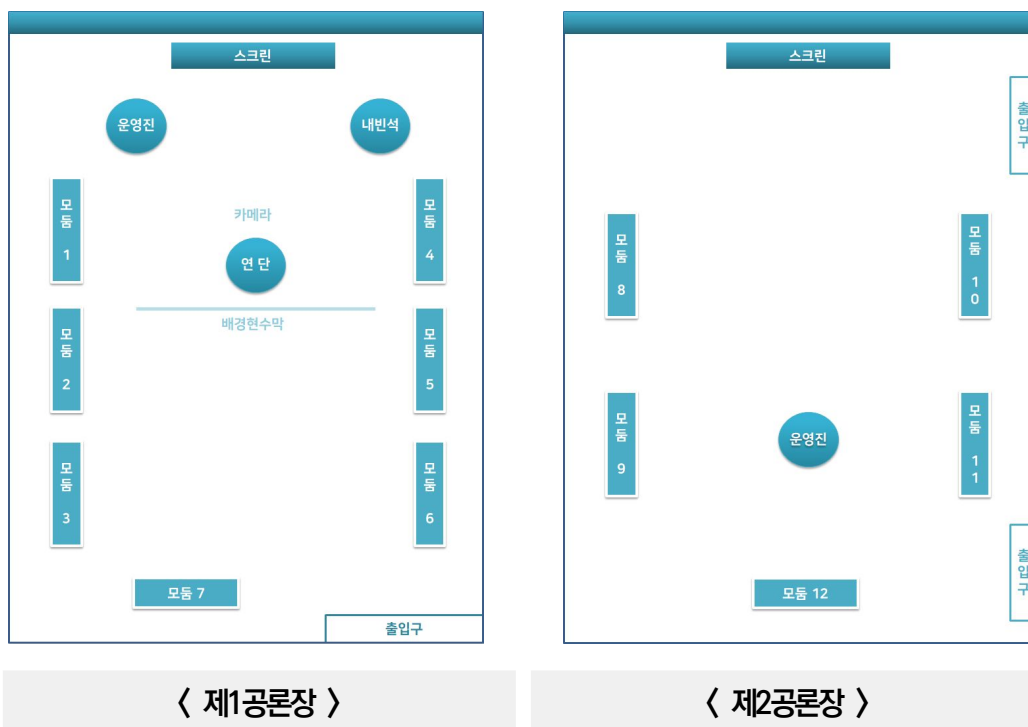 스크린
운영진
내빈석
모둠 1
카메라
연 단
모둠 4
배경현수막
모둠 2
모둠 5
모둠 3
모둠 6
모둠 7
출입구
〈 제1공론장 〉
스크린
출입구
모둠 8
모둠 10
모둠 9
운영진
모둠 11
출입구
모둠 12
〈 제2공론장 〉